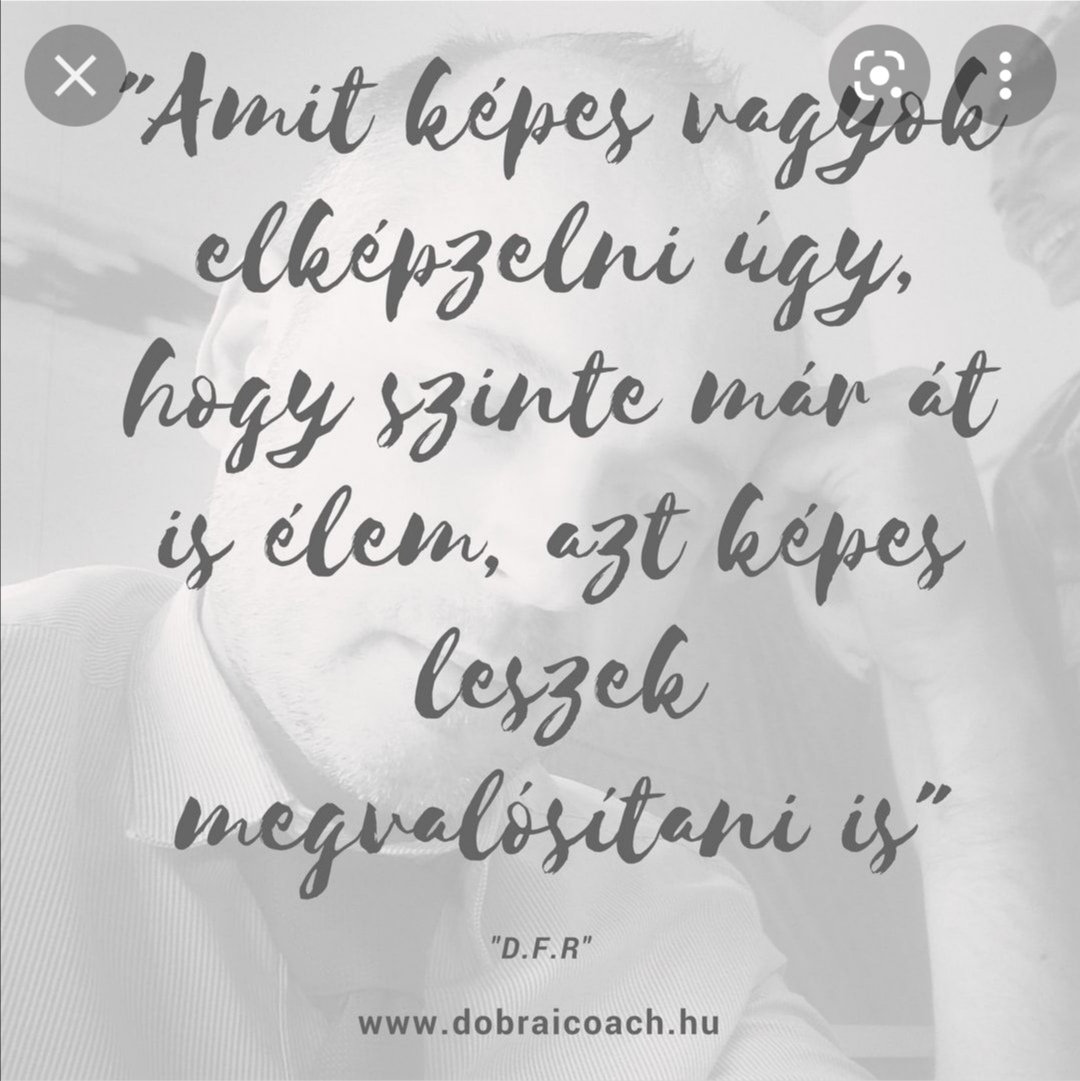 "Amit képes vagyok
elképzelni úgy,
hogy szinte már át
is élem, azt képes
leszek
megvalósítani is"
"D.F.R"
www.dobraicoach.hu